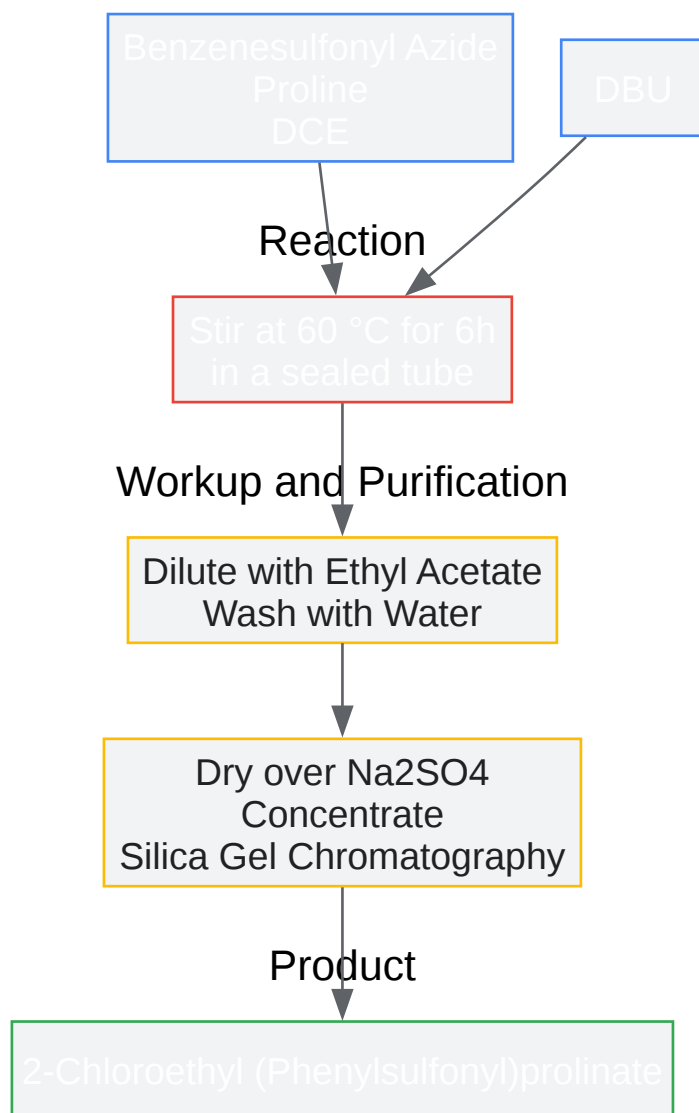 Benzenesulfonyl Azide
Proline
DCE
DBU
Reaction
Stir at 60 °C for 6h
in a sealed tube
Workup and Purification
Dilute with Ethyl Acetate
Wash with Water
Dry over Na2SO4
Concentrate
Silica Gel Chromatography
Product
2-Chloroethyl (Phenylsulfonyl)prolinate